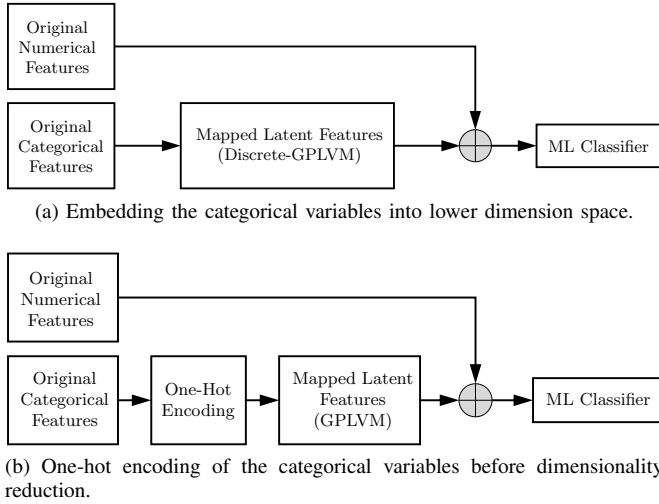 Original
Numerical
Features
Original
Categorical
Features
Mapped Latent Features
(Discrete-GPLVM)
ML Classifier
(a) Embedding the categorical variables into lower dimension space.
Original
Numerical
Features
Original
Categorical
Features
One-Hot
Encoding
Mapped Latent
Features
(GPLVM)
ML Classifier
(b) One-hot encoding of the categorical variables before dimensionality
reduction.